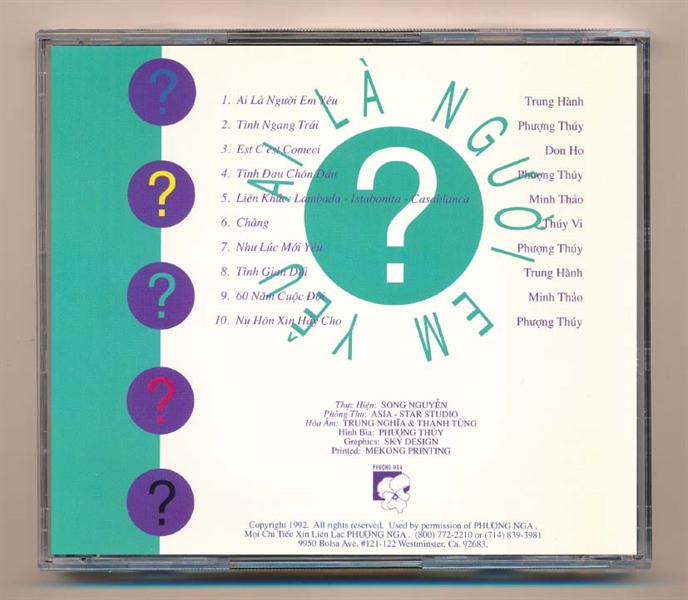 AI LÀ NGƯỜI EM YÊU
?
?
?
?
?
?
1. Ai Là Người Em Yêu Trung Hành
2. Tình Ngang Trái Phượng Thúy
3. Est C'est Comeci Don Ho
4. Tình Đau Chôn Dấu Phượng Thúy
5. Liên Khúc: Lambada - Istabonita - Casablanca Minh Thảo
6. Chàng Thúy Vi
7. Như Lúc Mới Yêu Phượng Thúy
8. Tình Gian Dối Trung Hành
9. 60 Năm Cuộc Đời Minh Thảo
10. Nụ Hôn Xin Hãy Cho Phượng Thúy
Thực Hiện: SONG NGUYÊN
Phòng Thu: ASIA - STAR STUDIO
Hòa Âm: TRUNG NGHĨA & THANH TÙNG
Hình Bìa: PHƯỢNG THÚY
Graphics: SKY DESIGN
Printed: MEKONG PRINTING
PHƯỢNG NGA
Copyright 1992. All rights reserved. Used by permission of PHƯỢNG NGA .
Mọi Chi Tiếc Xin Liên Lạc PHƯỢNG NGA . (800) 772-2210 or (714) 839-3981
9950 Bolsa Ave. #121-122 Westminster, Ca. 92683.